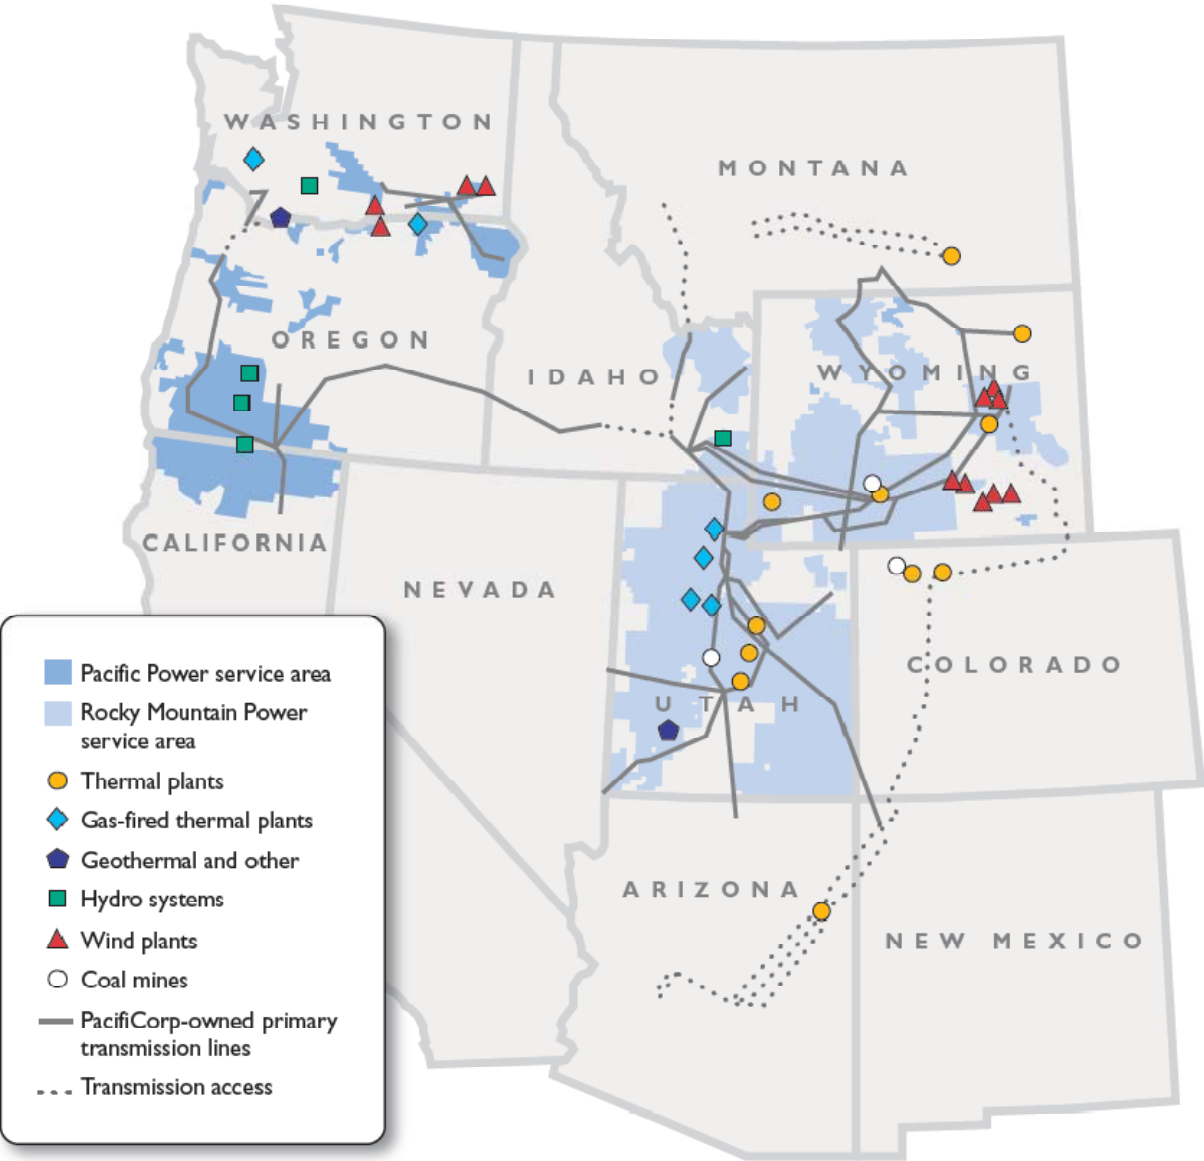 WASHINGTON
MONTANA
OREGON
IDAHO
WYOMING
CALIFORNIA
NEVADA
UTAH
COLORADO
ARIZONA
NEW MEXICO
Pacific Power service area
Rocky Mountain Power
service area
Thermal plants
Gas-fired thermal plants
Geothermal and other
Hydro systems
Wind plants
Coal mines
PacifiCorp-owned primary
transmission lines
Transmission access